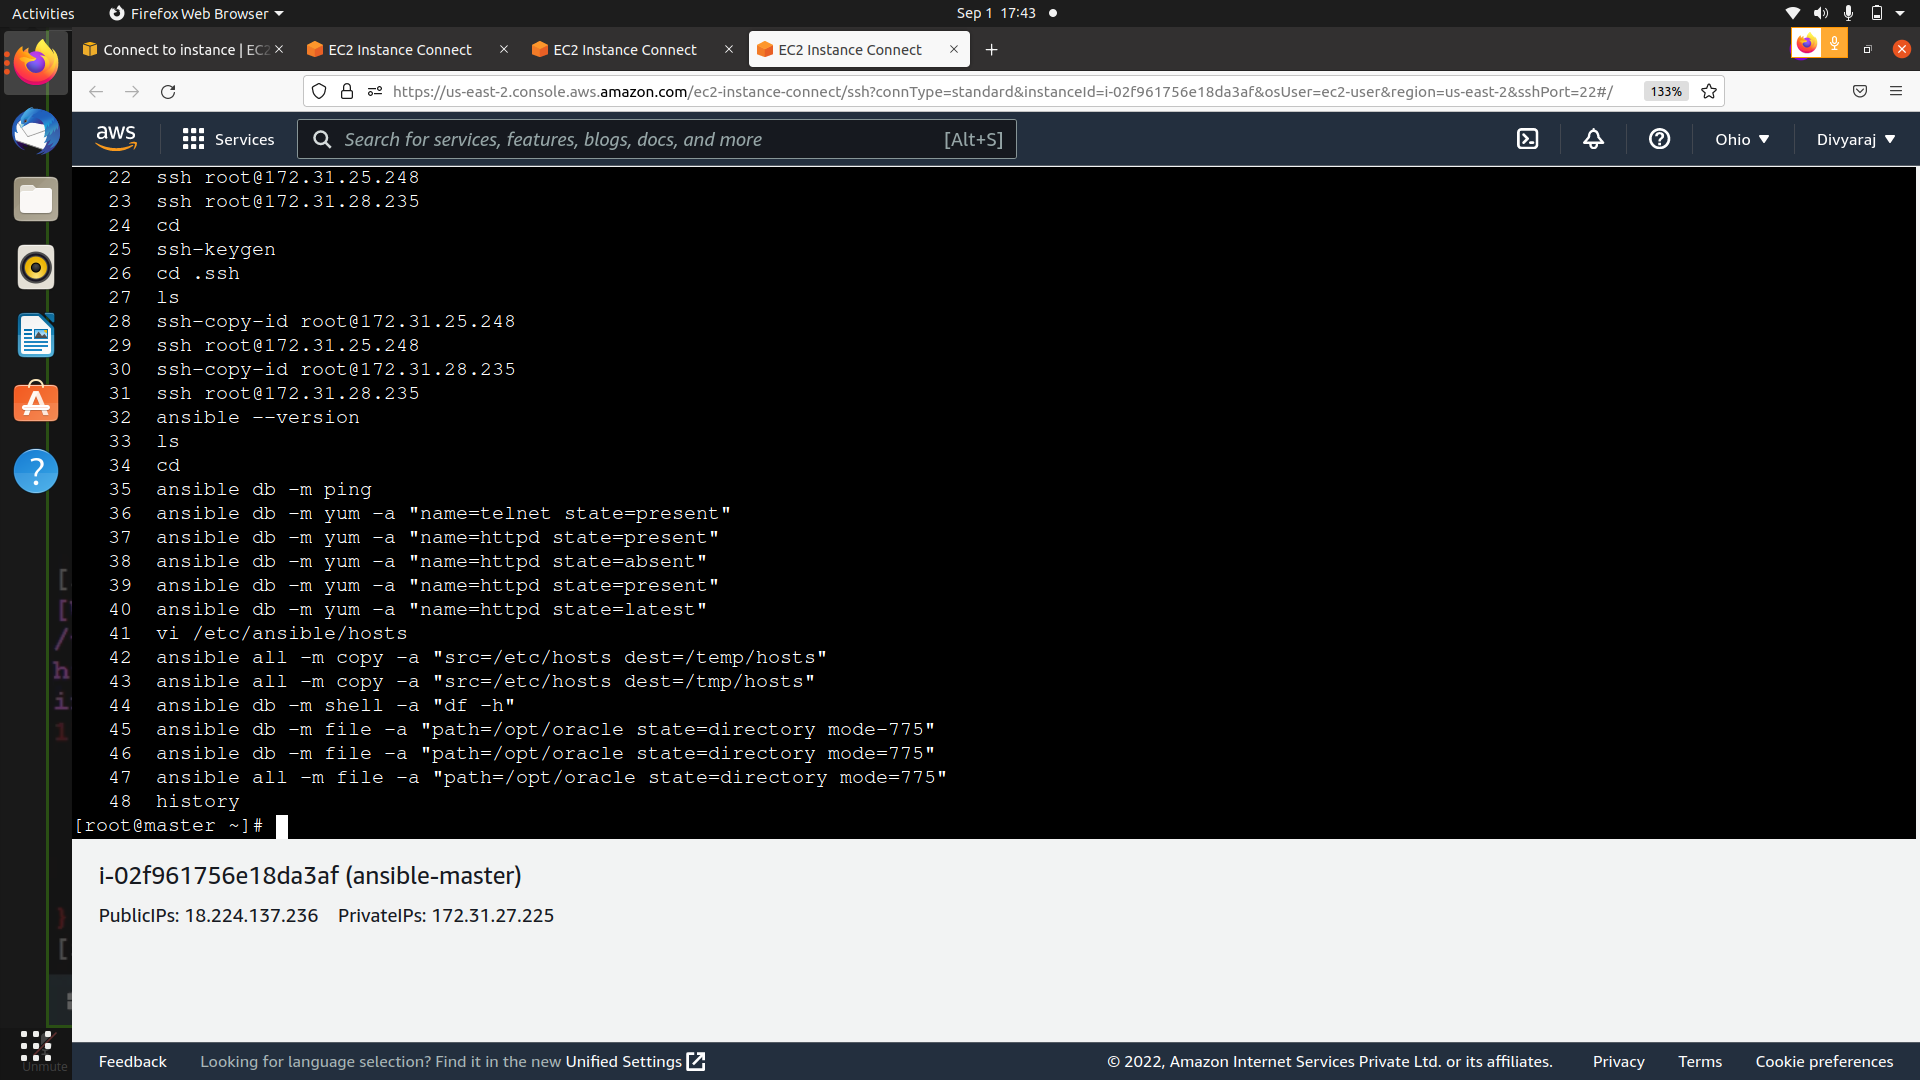 Activities
Firefox Web Browser
Sep 1 17:43
Connect to instance | EC2
EC2 Instance Connect
EC2 Instance Connect
EC2 Instance Connect
https://us-east-2.console.aws.amazon.com/ec2-instance-connect/ssh?connType=standard&instanceId=i-02f961756e18da3af&osUser=ec2-user&region=us-east-2&sshPort=22#/
133%
aws
Services
Search for services, features, blogs, docs, and more
[Alt+S]
Ohio
Divyaraj
22 ssh root@172.31.25.248
23 ssh root@172.31.28.235
24 cd
25 ssh-keygen
26 cd .ssh
27 ls
28 ssh-copy-id root@172.31.25.248
29 ssh root@172.31.25.248
30 ssh-copy-id root@172.31.28.235
31 ssh root@172.31.28.235
32 ansible --version
33 ls
34 cd
35 ansible db -m ping
36 ansible db -m yum -a "name=telnet state=present"
37 ansible db -m yum -a "name=httpd state=present"
38 ansible db -m yum -a "name=httpd state=absent"
39 ansible db -m yum -a "name=httpd state=present"
40 ansible db -m yum -a "name=httpd state=latest"
41 vi /etc/ansible/hosts
42 ansible all -m copy -a "src=/etc/hosts dest=/temp/hosts"
43 ansible all -m copy -a "src=/etc/hosts dest=/tmp/hosts"
44 ansible db -m shell -a "df -h"
45 ansible db -m file -a "path=/opt/oracle state=directory mode-775"
46 ansible db -m file -a "path=/opt/oracle state=directory mode=775"
47 ansible all -m file -a "path=/opt/oracle state=directory mode=775"
48 history
[root@master ~]#
i-02f961756e18da3af (ansible-master)
PublicIPs: 18.224.137.236 PrivateIPs: 172.31.27.225
Unmute
Feedback
Looking for language selection? Find it in the new Unified Settings
© 2022, Amazon Internet Services Private Ltd. or its affiliates.
Privacy
Terms
Cookie preferences